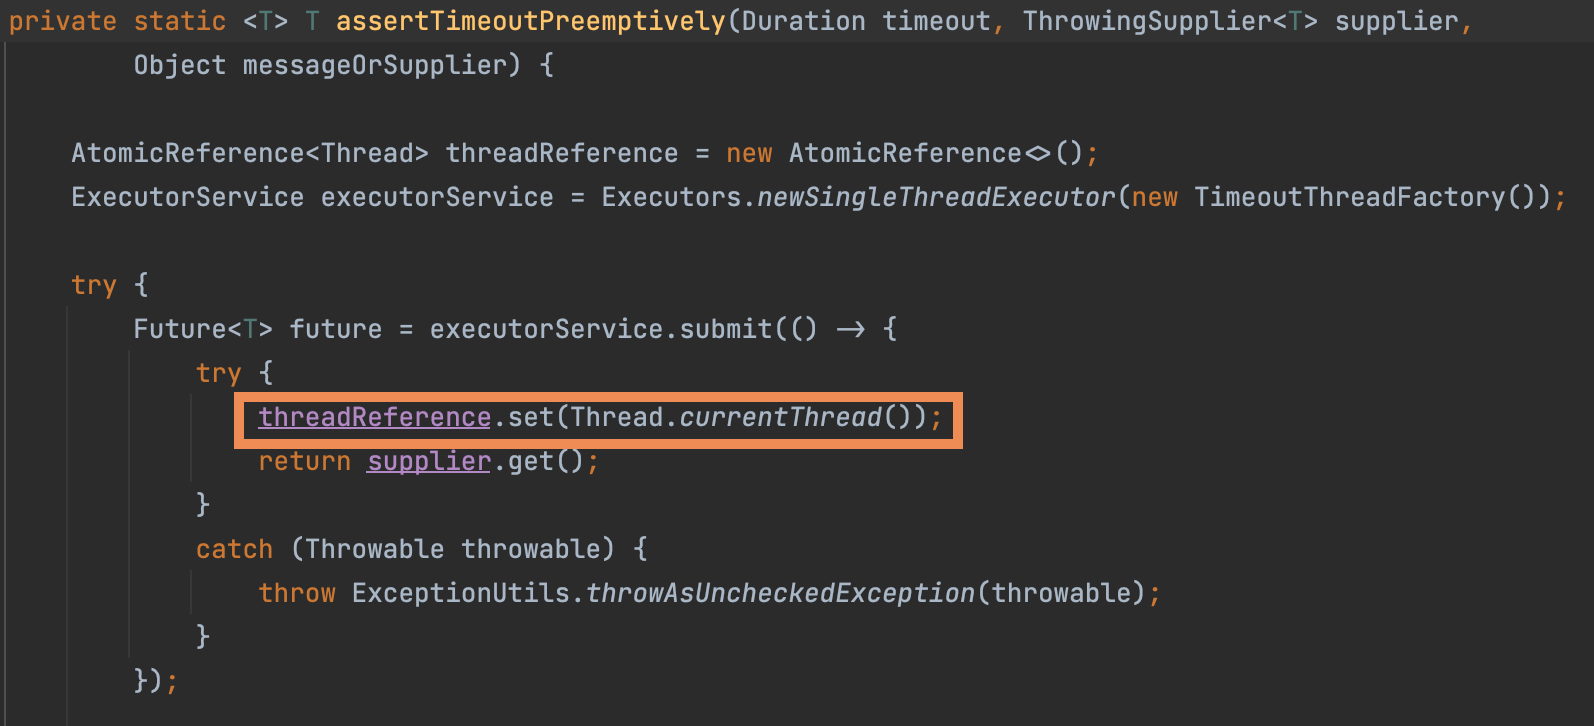 private static <T> T assertTimeoutPreemptively(Duration timeout, ThrowingSupplier<T> supplier,
Object messageOrSupplier) {
AtomicReference<Thread> threadReference = new AtomicReference<>();
ExecutorService executorService = Executors.newSingleThreadExecutor(new TimeoutThreadFactory());
try {
Future<T> future = executorService.submit(() -> {
try {
threadReference.set(Thread.currentThread());
return supplier.get();
}
catch (Throwable throwable) {
throw ExceptionUtils.throwAsUncheckedException(throwable);
}
});